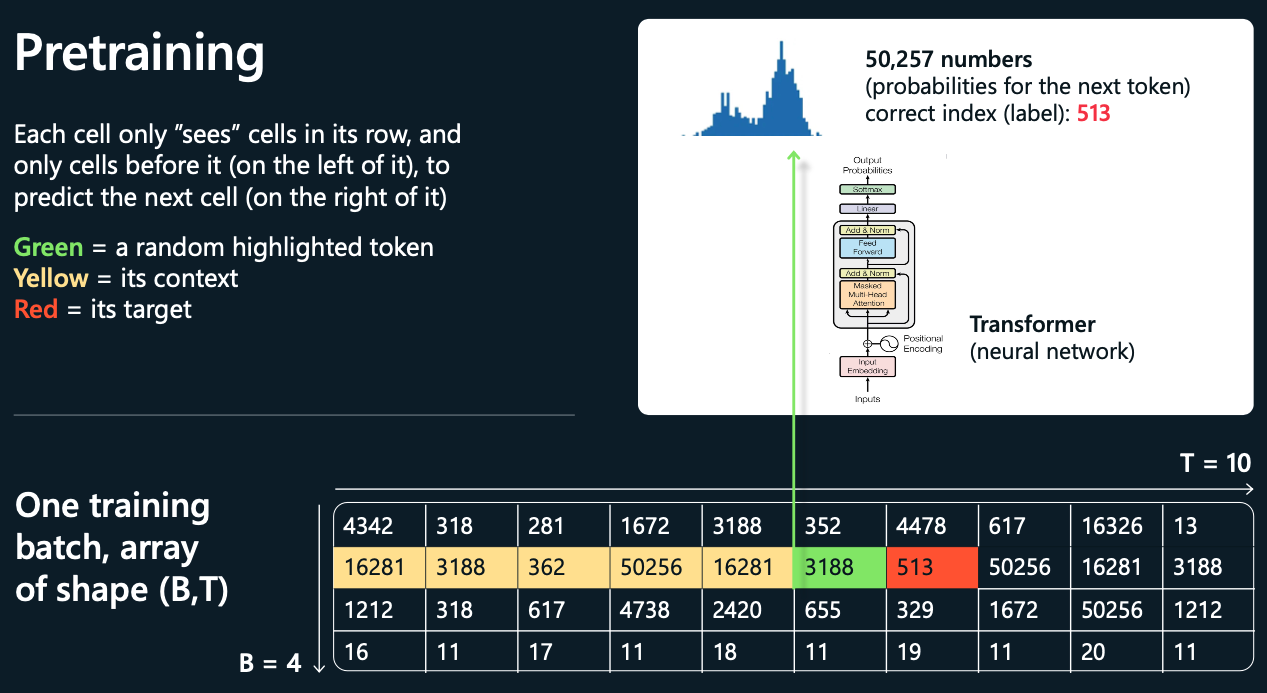 Pretraining
Each cell only ”sees” cells in its row, and
only cells before it (on the left of it), to
predict the next cell (on the right of it)
Green = a random highlighted token
Yellow = its context
Red = its target
50,257 numbers
(probabilities for the next token)
correct index (label): 513
Output
Probabilities
Softmax
Linear
Add & Norm
Feed
Forward
Add & Norm
Masked
Multi-Head
Attention
Positional
Encoding
Input
Embedding
Inputs
Transformer
(neural network)
One training
batch, array
of shape (B,T)
T = 10
B = 4
4342 318 281 1672 3188 352 4478 617 16326 13
16281 3188 362 50256 16281 3188 513 50256 16281 3188
1212 318 617 4738 2420 655 329 1672 50256 1212
16 11 17 11 18 11 19 11 20 11